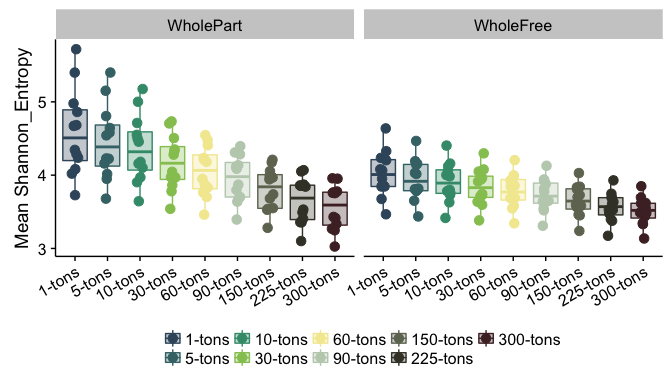 WholePart WholeFree
Mean Shannon_Entropy
5
4
3
1-tons 5-tons 10-tons 30-tons 60-tons 90-tons 150-tons 225-tons 300-tons 1-tons 5-tons 10-tons 30-tons 60-tons 90-tons 150-tons 225-tons 300-tons
1-tons 10-tons 60-tons 150-tons 300-tons
5-tons 30-tons 90-tons 225-tons